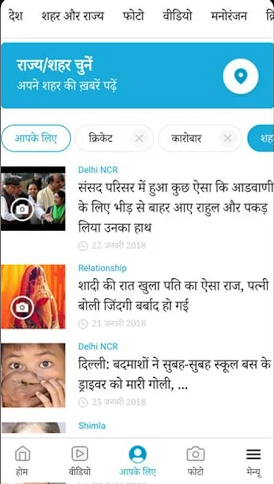 देश शहर और राज्य फोटो वीडियो मनोरंजन
राज्य/शहर चुनें
अपने शहर की ख़बरें पढ़ें
आपके लिए क्रिकेट कारोबार
Delhi NCR
संसद परिसर में हुआ कुछ ऐसा कि आडवाणी
के लिए भीड़ से बाहर आए राहुल और पकड़
लिया उनका हाथ
22 जनवरी 2018
Relationship
शादी की रात खुला पति का ऐसा राज, पत्नी
बोली जिंदगी बर्बाद हो गई
21 जनवरी 2018
Delhi NCR
दिल्ली: बदमाशों ने सुबह-सुबह स्कूल बस के
ड्राइवर को मारी गोली, ...
25 जनवरी 2018
Shimla
होम वीडियो आपके लिए फोटो मेन्यू